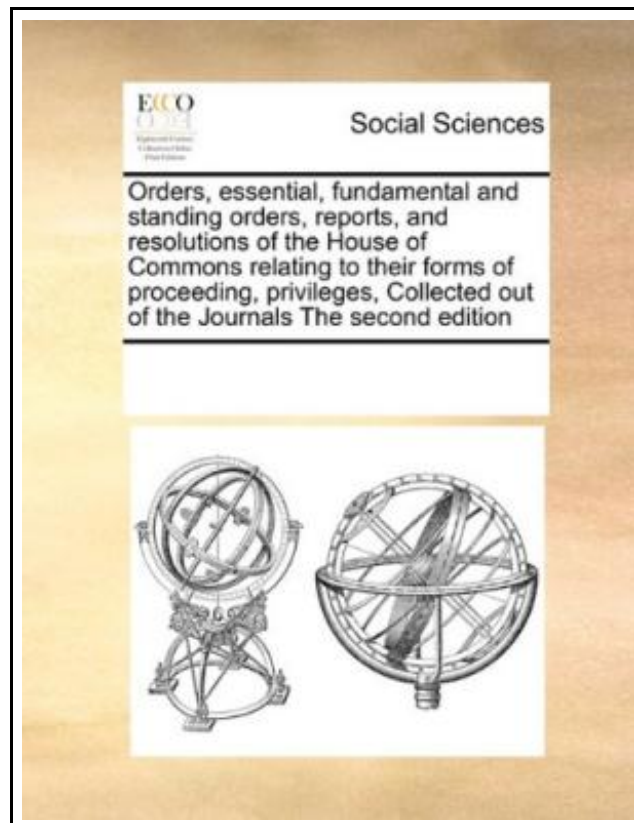 ECCO
Social Sciences
Orders, essential, fundamental and
standing orders, reports, and
resolutions of the House of
Commons relating to their forms of
proceeding, privileges, Collected out
of the Journals The second edition